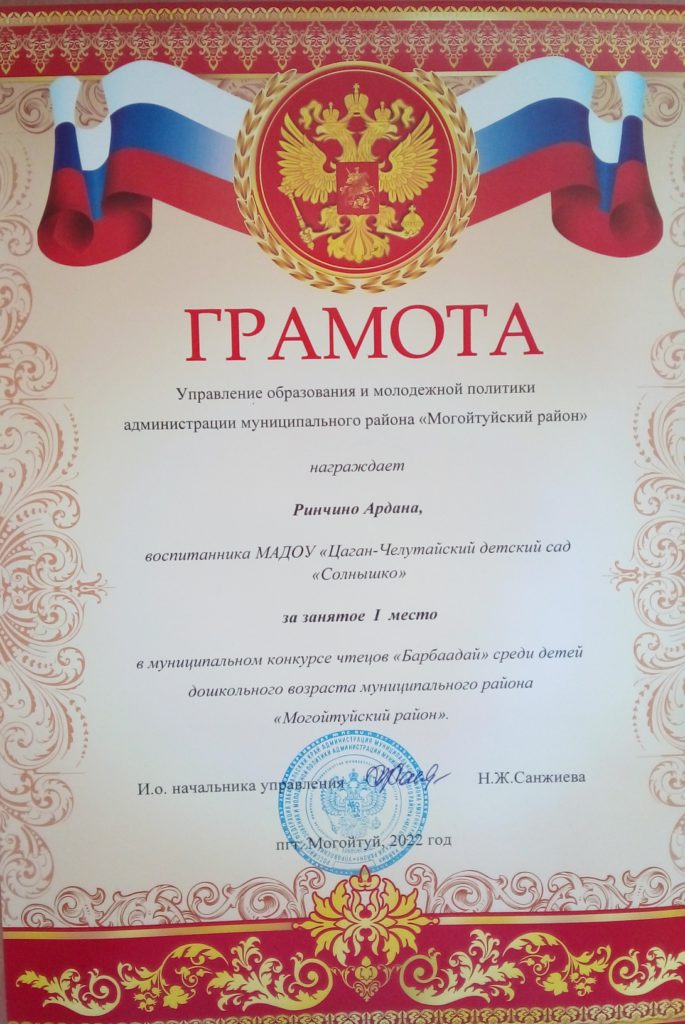 ГРАМОТА
Управление образования и молодежной политики
администрации муниципального района «Могойтуйский район»
награждает
Ринчино Ардана,
воспитанника МАДОУ «Цаган-Челутайский детский сад
«Солнышко»
за занятое I место
в муниципальном конкурсе чтецов «Барбаадай» среди детей
дошкольного возраста муниципального района
«Могойтуйский район».
И.о. начальника управления Н.Ж.Санжиева
пгт. Могойтуй, 2022 год